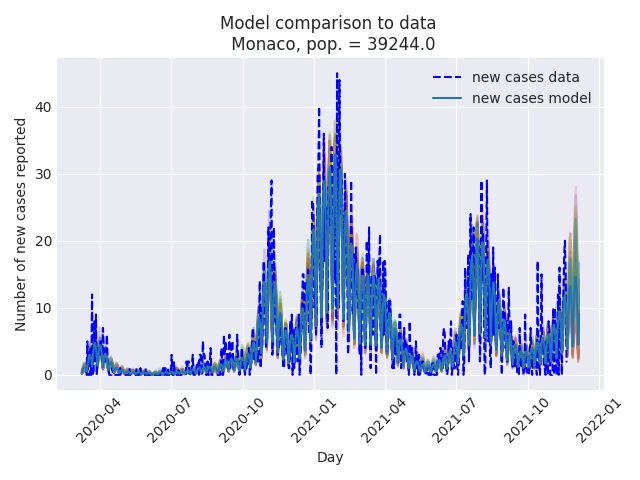 Model comparison to data
Monaco, pop. = 39244.0
new cases data
new cases model
Number of new cases reported
40
30
20
10
0
2020-04
2020-07
2020-10
2021-01
2021-04
2021-07
2021-10
2022-01
Day